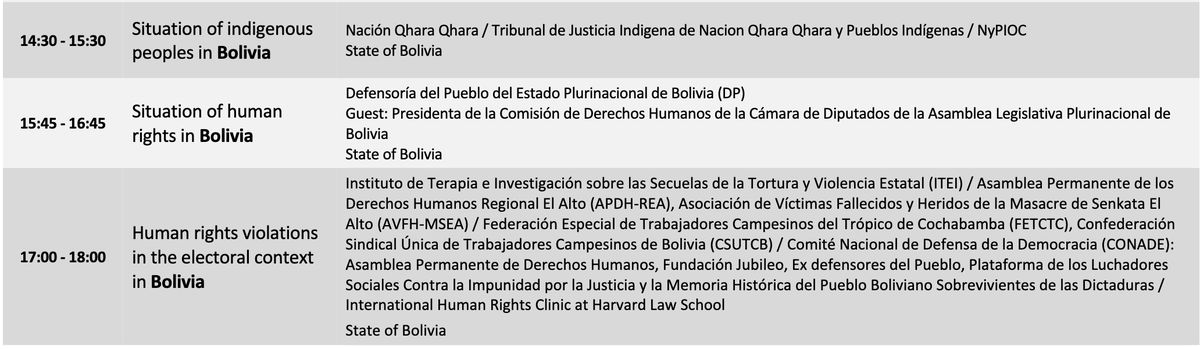 14:30 - 15:30
Situation of indigenous
peoples in Bolivia
Nación Qhara Qhara / Tribunal de Justicia Indigena de Nacion Qhara Qhara y Pueblos Indígenas / NyPIOC
State of Bolivia
15:45 - 16:45
Situation of human
rights in Bolivia
Defensoría del Pueblo del Estado Plurinacional de Bolivia (DP)
Guest: Presidenta de la Comisión de Derechos Humanos de la Cámara de Diputados de la Asamblea Legislativa Plurinacional de
Bolivia
State of Bolivia
17:00 - 18:00
Human rights violations
in the electoral context
in Bolivia
Instituto de Terapia e Investigación sobre las Secuelas de la Tortura y Violencia Estatal (ITEI) / Asamblea Permanente de los
Derechos Humanos Regional El Alto (APDH-REA), Asociación de Víctimas Fallecidos y Heridos de la Masacre de Senkata El
Alto (AVFH-MSEA) / Federación Especial de Trabajadores Campesinos del Trópico de Cochabamba (FETCTC), Confederación
Sindical Única de Trabajadores Campesinos de Bolivia (CSUTCB) / Comité Nacional de Defensa de la Democracia (CONADE):
Asamblea Permanente de Derechos Humanos, Fundación Jubileo, Ex defensores del Pueblo, Plataforma de los Luchadores
Sociales Contra la Impunidad por la Justicia y la Memoria Histórica del Pueblo Boliviano Sobrevivientes de las Dictaduras /
International Human Rights Clinic at Harvard Law School
State of Bolivia